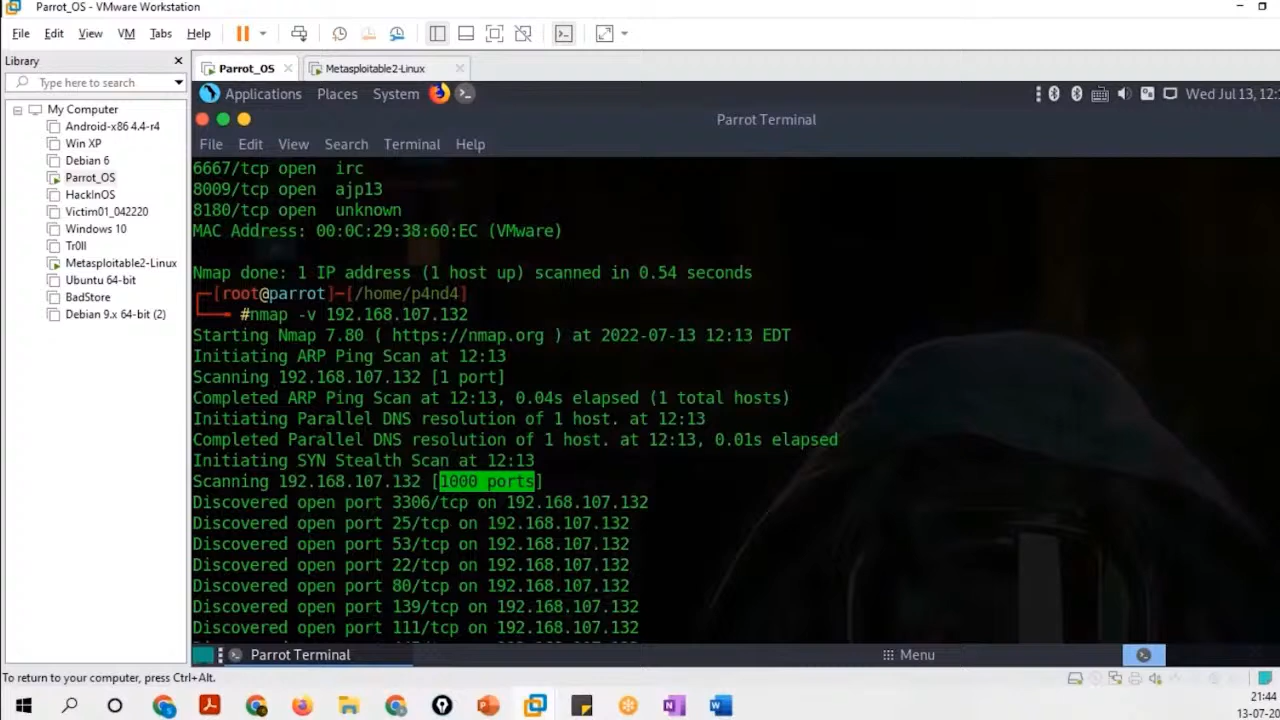 Parrot_OS - VMware Workstation
File Edit View VM Tabs Help
Library
Type here to search
My Computer
Android-x86 4.4-r4
Win XP
Debian 6
Parrot_OS
HackInOS
Victim01_042220
Windows 10
Tr0ll
Metasploitable2-Linux
Ubuntu 64-bit
BadStore
Debian 9.x 64-bit (2)
Parrot_OS Metasploitable2-Linux
Applications Places System Wed Jul 13, 12:
Parrot Terminal
File Edit View Search Terminal Help
6667/tcp open  irc
8009/tcp open  ajp13
8180/tcp open  unknown
MAC Address: 00:0C:29:38:60:EC (VMware)
Nmap done: 1 IP address (1 host up) scanned in 0.54 seconds
┌─[root@parrot]─[/home/p4nd4]
└──╼ #nmap -v 192.168.107.132
Starting Nmap 7.80 ( https://nmap.org ) at 2022-07-13 12:13 EDT
Initiating ARP Ping Scan at 12:13
Scanning 192.168.107.132 [1 port]
Completed ARP Ping Scan at 12:13, 0.04s elapsed (1 total hosts)
Initiating Parallel DNS resolution of 1 host. at 12:13
Completed Parallel DNS resolution of 1 host. at 12:13, 0.01s elapsed
Initiating SYN Stealth Scan at 12:13
Scanning 192.168.107.132 [1000 ports]
Discovered open port 3306/tcp on 192.168.107.132
Discovered open port 25/tcp on 192.168.107.132
Discovered open port 53/tcp on 192.168.107.132
Discovered open port 22/tcp on 192.168.107.132
Discovered open port 80/tcp on 192.168.107.132
Discovered open port 139/tcp on 192.168.107.132
Discovered open port 111/tcp on 192.168.107.132
Parrot Terminal Menu
To return to your computer, press Ctrl+Alt.
21:44
13-07-20